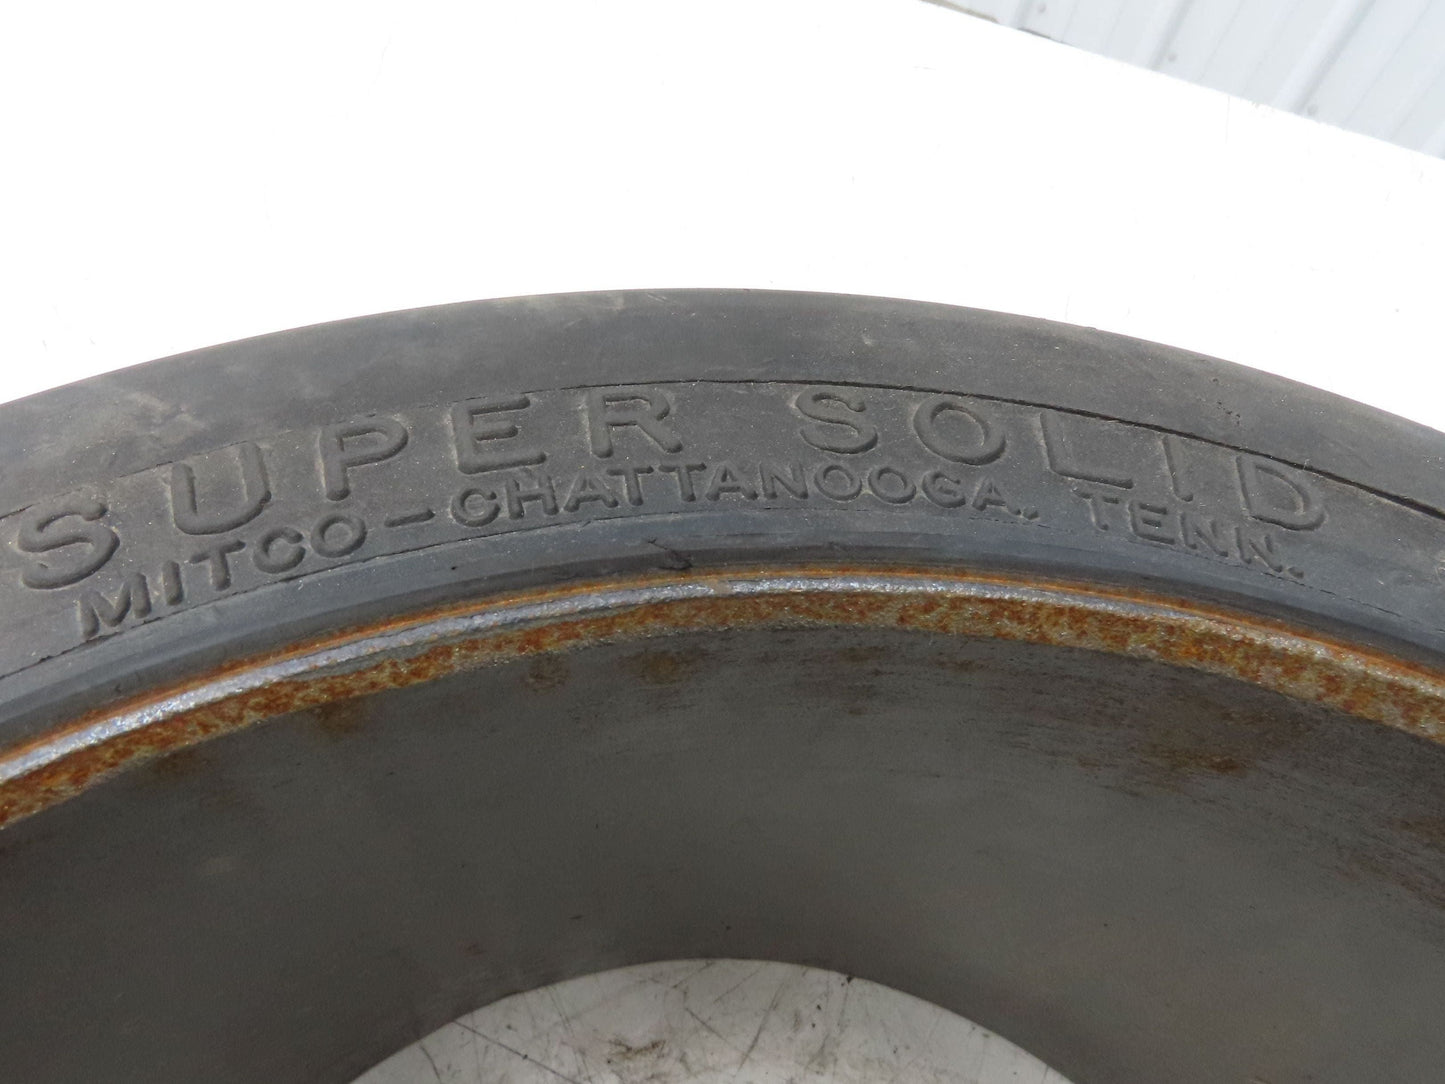 SUPER SOLID
MITCO-CHATTANOOGA. TENN.